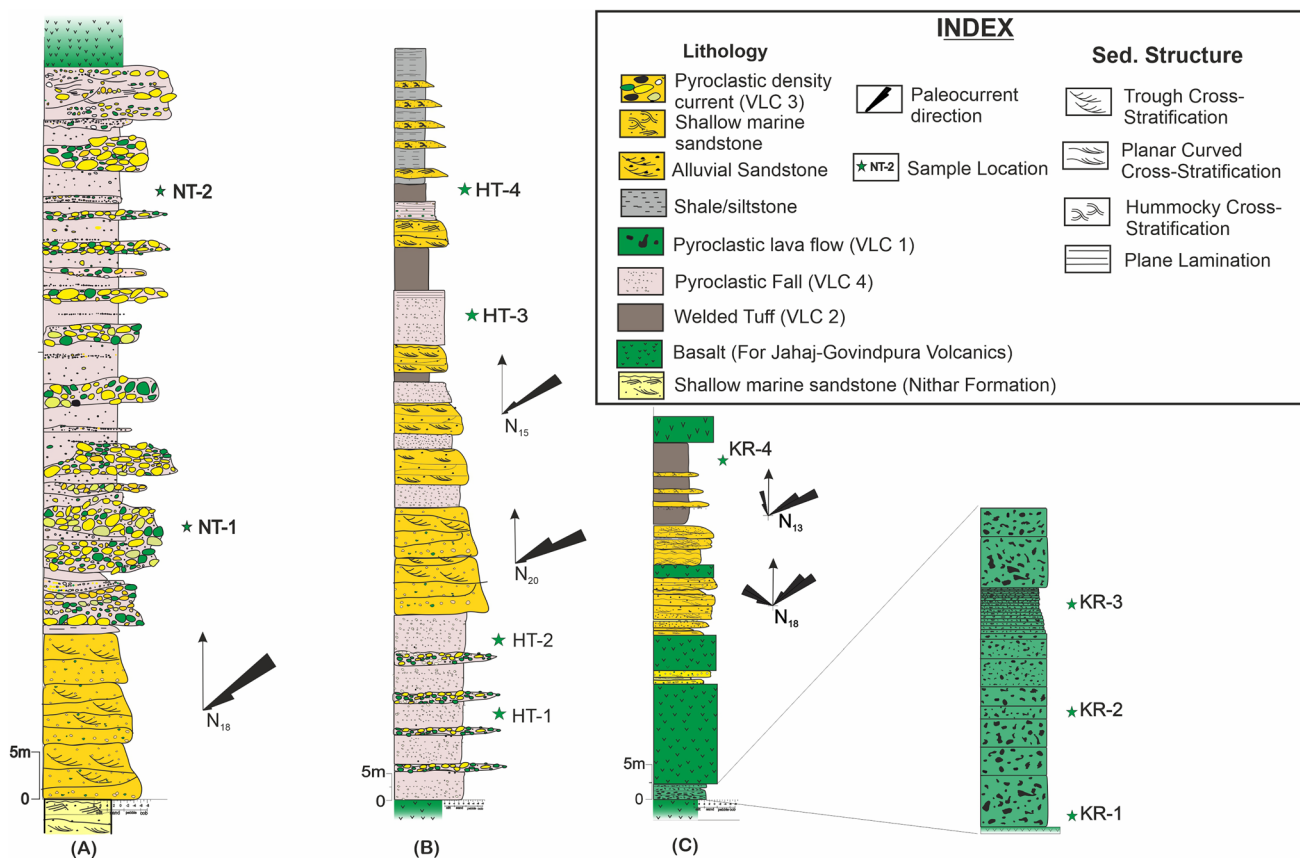 INDEX
Lithology
Pyroclastic density
current (VLC 3)
Shallow marine
sandstone
Alluvial Sandstone
Shale/siltstone
Pyroclastic lava flow (VLC 1)
Pyroclastic Fall (VLC 4)
Welded Tuff (VLC 2)
Basalt (For Jahaj-Govindpura Volcanics)
Shallow marine sandstone (Nithar Formation)
Paleocurrent
direction
NT-2
Sample Location
Sed. Structure
Trough Cross-
Stratification
Planar Curved
Cross-Stratification
Hummocky Cross-
Stratification
Plane Lamination
NT-2
NT-1
N18
5m
0
(A)
HT-4
HT-3
N15
N20
HT-2
HT-1
5m
0
(B)
KR-4
N13
N18
5m
0
(C)
KR-3
KR-2
KR-1